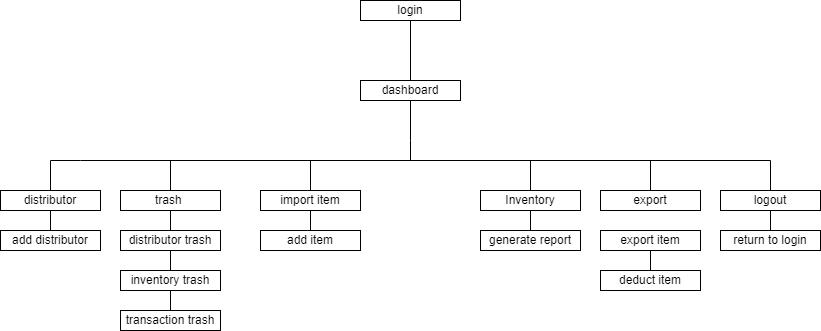 login
dashboard
distributor
trash
import item
Inventory
export
logout
add distributor
distributor trash
add item
generate report
export item
return to login
inventory trash
deduct item
transaction trash